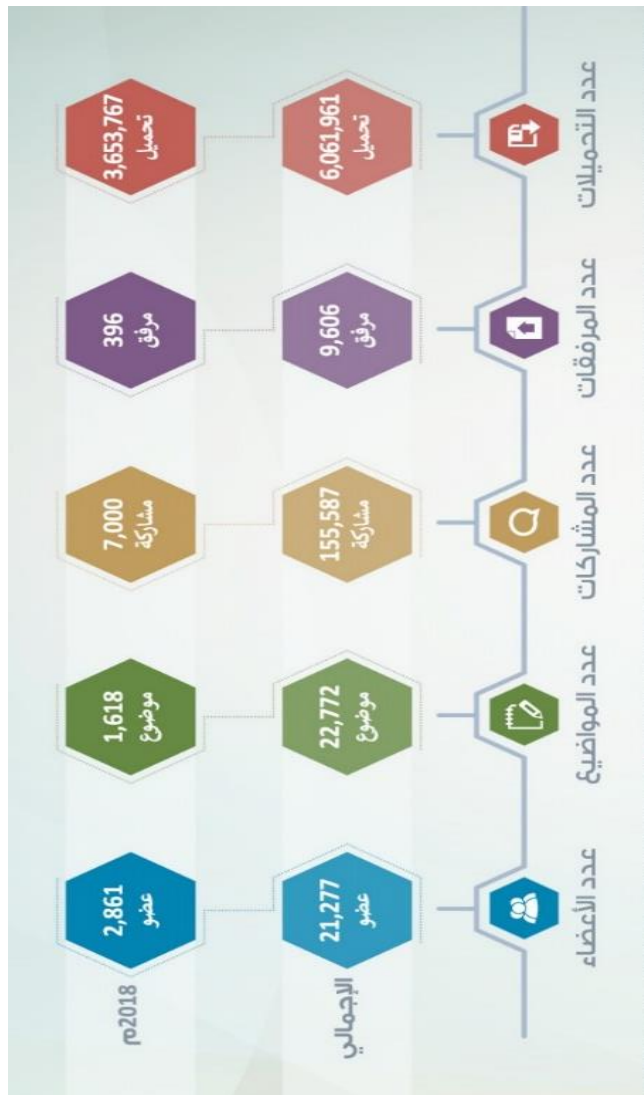 3,653,767
تحميل
396
مرفق
7,000
مشاركة
1,618
موضوع
2,861
عضو
2018م
6,061,961
تحميل
9,606
مرفق
155,587
مشاركة
22,772
موضوع
21,277
عضو
الإجمالي
عدد التحميلات
عدد المرفقات
عدد المشاركات
عدد المواضيع
عدد الأعضاء